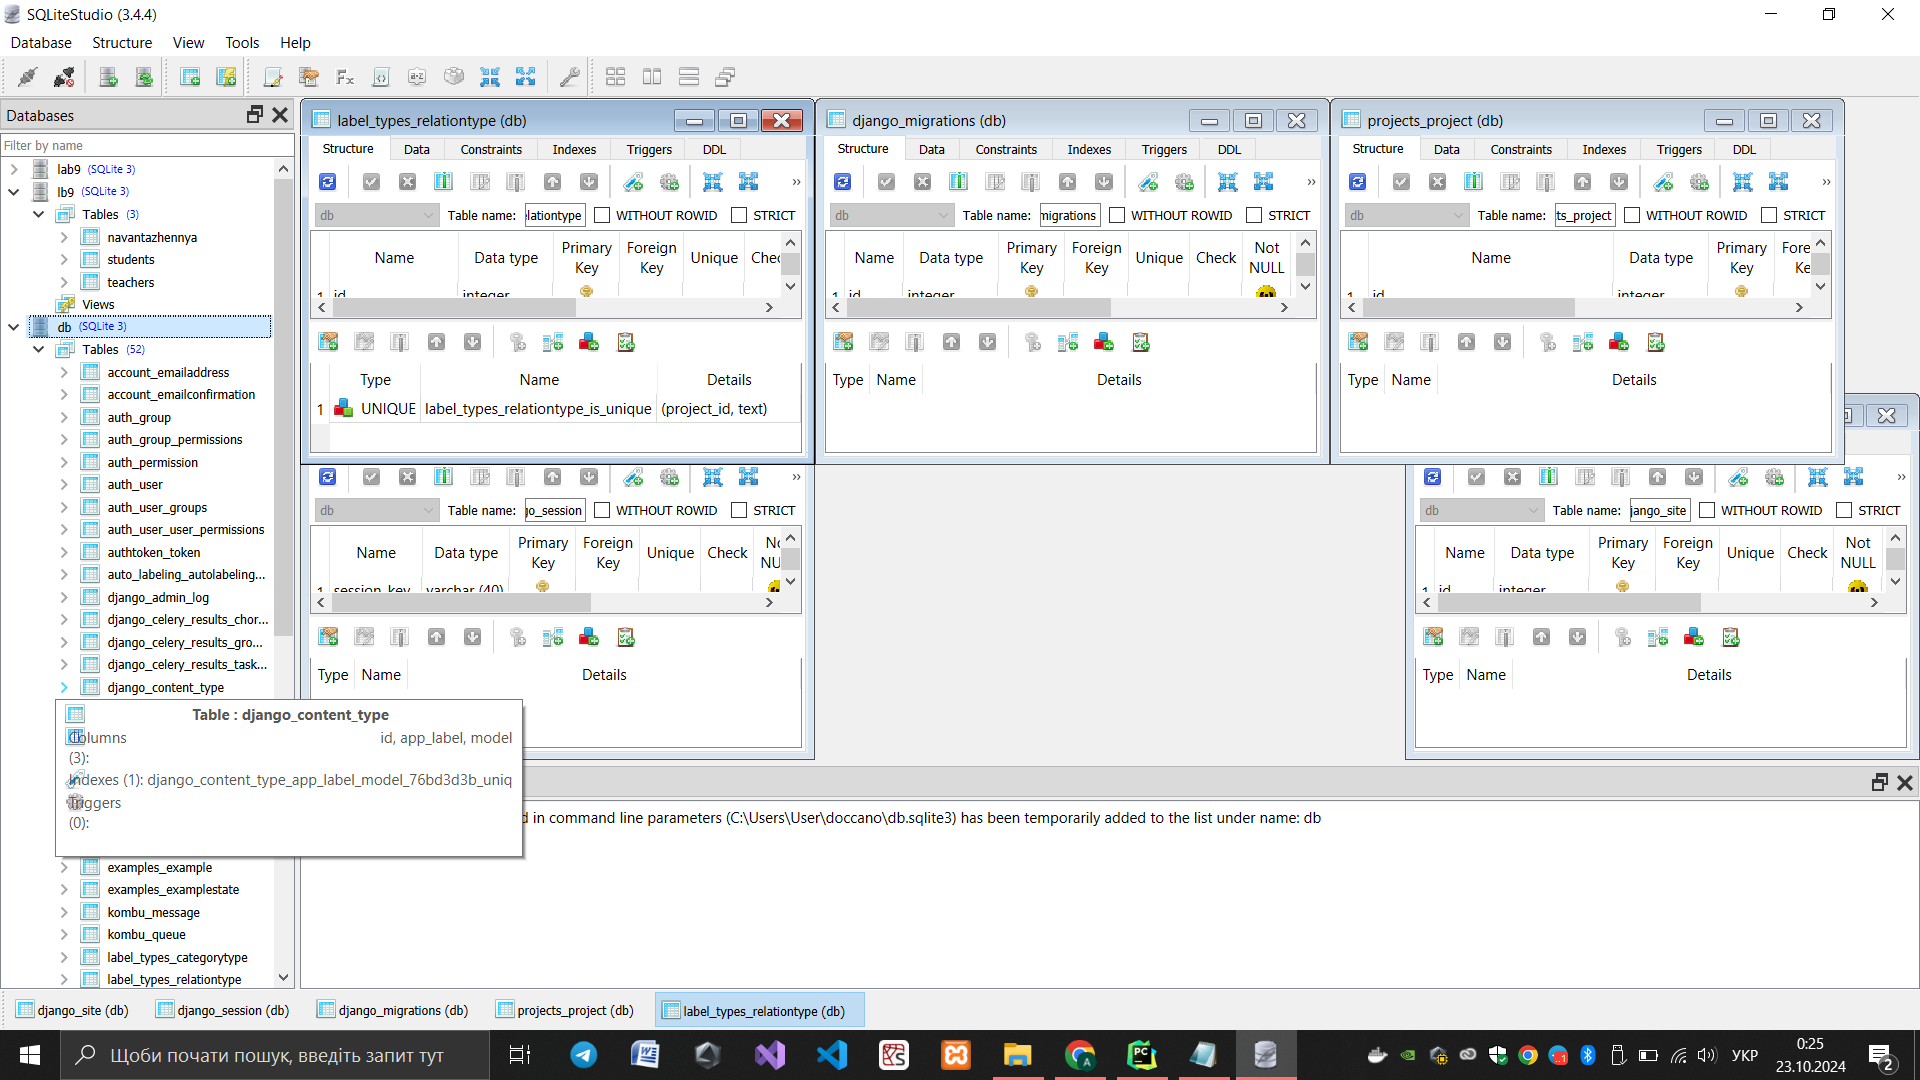 SQLiteStudio (3.4.4)
Database Structure View Tools Help
Databases
Filter by name
lab9 (SQLite 3)
lb9 (SQLite 3)
Tables (3)
navantazhennya
students
teachers
Views
db (SQLite 3)
Tables (52)
account_emailaddress
account_emailconfirmation
auth_group
auth_group_permissions
auth_permission
auth_user
auth_user_groups
auth_user_user_permissions
authtoken_token
auto_labeling_autolabeling...
django_admin_log
django_celery_results_chor...
django_celery_results_gro...
django_celery_results_task...
django_content_type
Table : django_content_type
Columns (3): id, app_label, model
Indexes (1): django_content_type_app_label_model_76bd3d3b_uniq
Triggers (0):
examples_example
examples_examplestate
kombu_message
kombu_queue
label_types_categorytype
label_types_relationtype
label_types_relationtype (db)
Structure Data Constraints Indexes Triggers DDL
db Table name: elationtype WITHOUT ROWID STRICT
Name Data type Primary Key Foreign Key Unique Chec
1 id integer
Type Name Details
1 UNIQUE label_types_relationtype_is_unique (project_id, text)
django_migrations (db)
Structure Data Constraints Indexes Triggers DDL
db Table name: migrations WITHOUT ROWID STRICT
Name Data type Primary Key Foreign Key Unique Check Not NULL
1 id integer
Type Name Details
projects_project (db)
Structure Data Constraints Indexes Triggers DDL
db Table name: ts_project WITHOUT ROWID STRICT
Name Data type Primary Key Fore Ke
1 id integer
Type Name Details
db Table name: go_session WITHOUT ROWID STRICT
Name Data type Primary Key Foreign Key Unique Check No NU
1 session_key varchar (40)
Type Name Details
db Table name: jango_site WITHOUT ROWID STRICT
Name Data type Primary Key Foreign Key Unique Check Not NULL
1 id integer
Type Name Details
d in command line parameters (C:\Users\User\doccano\db.sqlite3) has been temporarily added to the list under name: db
django_site (db) django_session (db) django_migrations (db) projects_project (db) label_types_relationtype (db)
Щоби почати пошук, введіть запит тут
УКР
0:25
23.10.2024
2